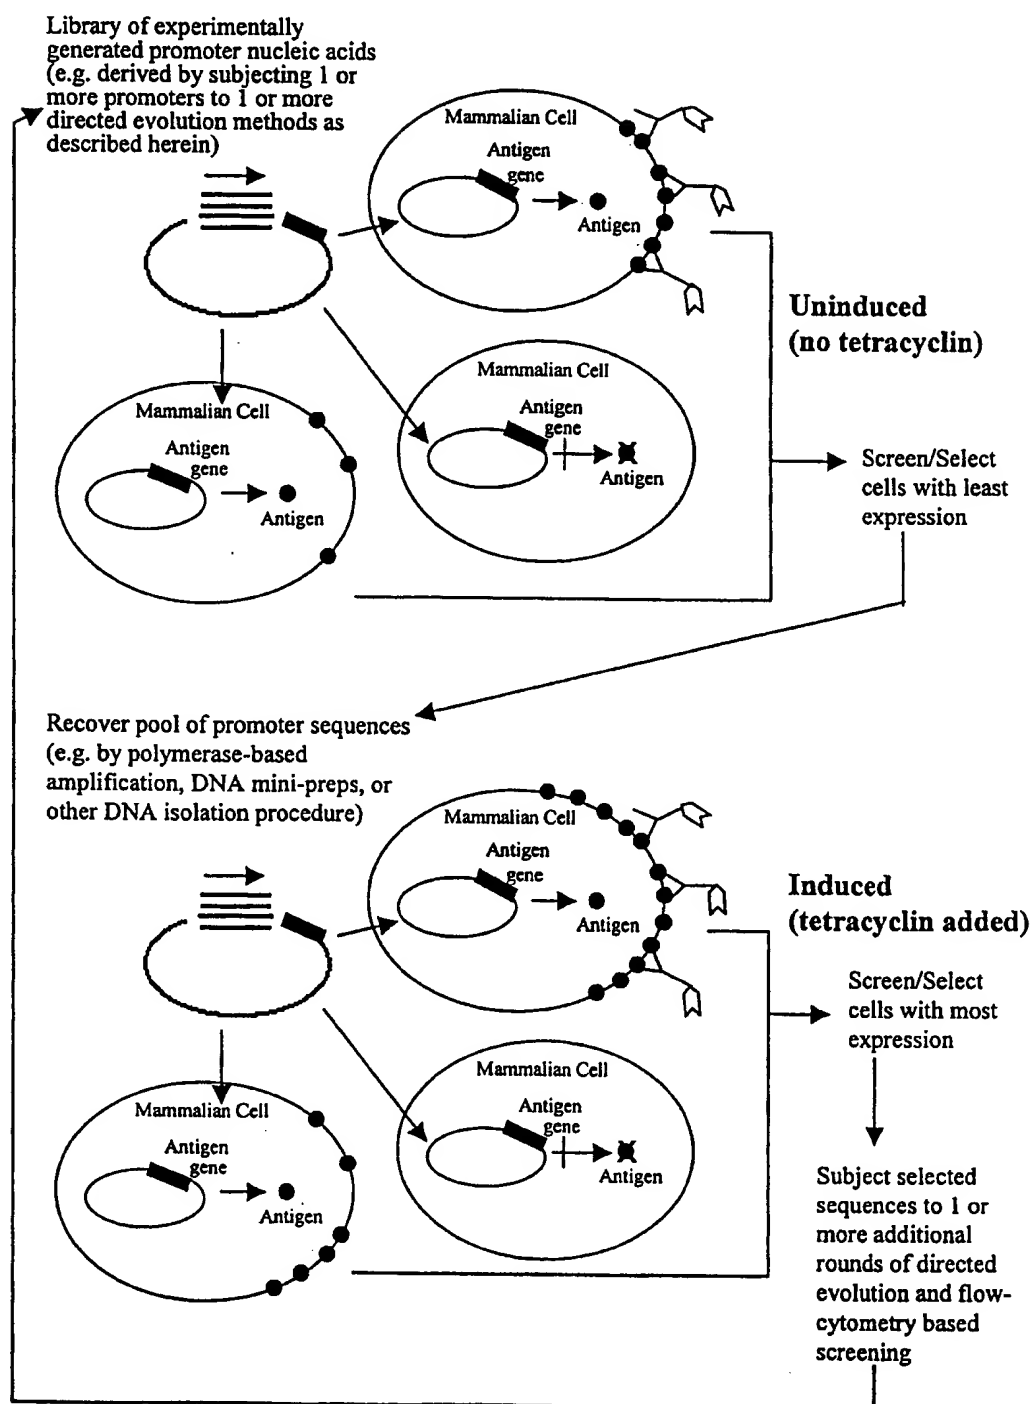 Library of experimentally
generated promoter nucleic acids
(e.g. derived by subjecting 1 or
more promoters to 1 or more
directed evolution methods as
described herein)
Mammalian Cell
Antigen
gene
Antigen
Uninduced
(no tetracyclin)
Mammalian Cell
Antigen
gene
Antigen
Mammalian Cell
Antigen
gene
Antigen
Screen/Select
cells with least
expression
Recover pool of promoter sequences
(e.g. by polymerase-based
amplification, DNA mini-preps, or
other DNA isolation procedure)
Mammalian Cell
Antigen
gene
Antigen
Induced
(tetracyclin added)
Screen/Select
cells with most
expression
Mammalian Cell
Antigen
gene
Antigen
Mammalian Cell
Antigen
gene
Antigen
Subject selected
sequences to 1 or
more additional
rounds of directed
evolution and flow-
cytometry based
screening